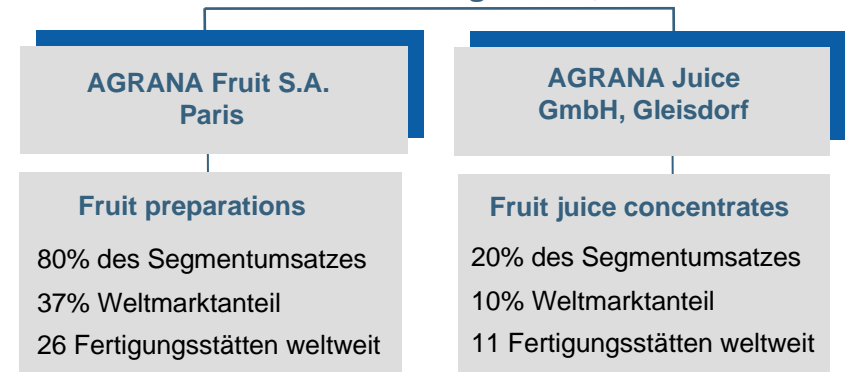 AGRANA Fruit S.A.
Paris
AGRANA Juice
GmbH, Gleisdorf
Fruit preparations
80% des Segmentumsatzes
37% Weltmarktanteil
26 Fertigungsstätten weltweit
Fruit juice concentrates
20% des Segmentumsatzes
10% Weltmarktanteil
11 Fertigungsstätten weltweit